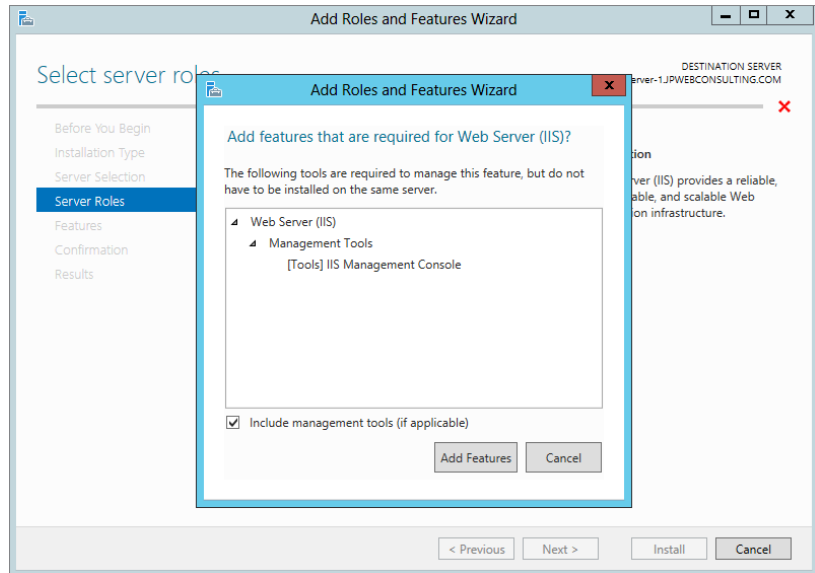 Add Roles and Features Wizard
Select server
DESTINATION SERVER
erver-1.JPWEBCONSULTING.COM
Before You Begin
Installation Type
Server Selection
Server Roles
Features
Confirmation
Results
Add Roles and Features Wizard
Add features that are required for Web Server (IIS)?
The following tools are required to manage this feature, but do not
have to be installed on the same server.
Web Server (IIS)
Management Tools
[Tools] IIS Management Console
Include management tools (if applicable)
Add Features
Cancel
tion
ver (IIS) provides a reliable,
able, and scalable Web
ion infrastructure.
< Previous
Next >
Install
Cancel